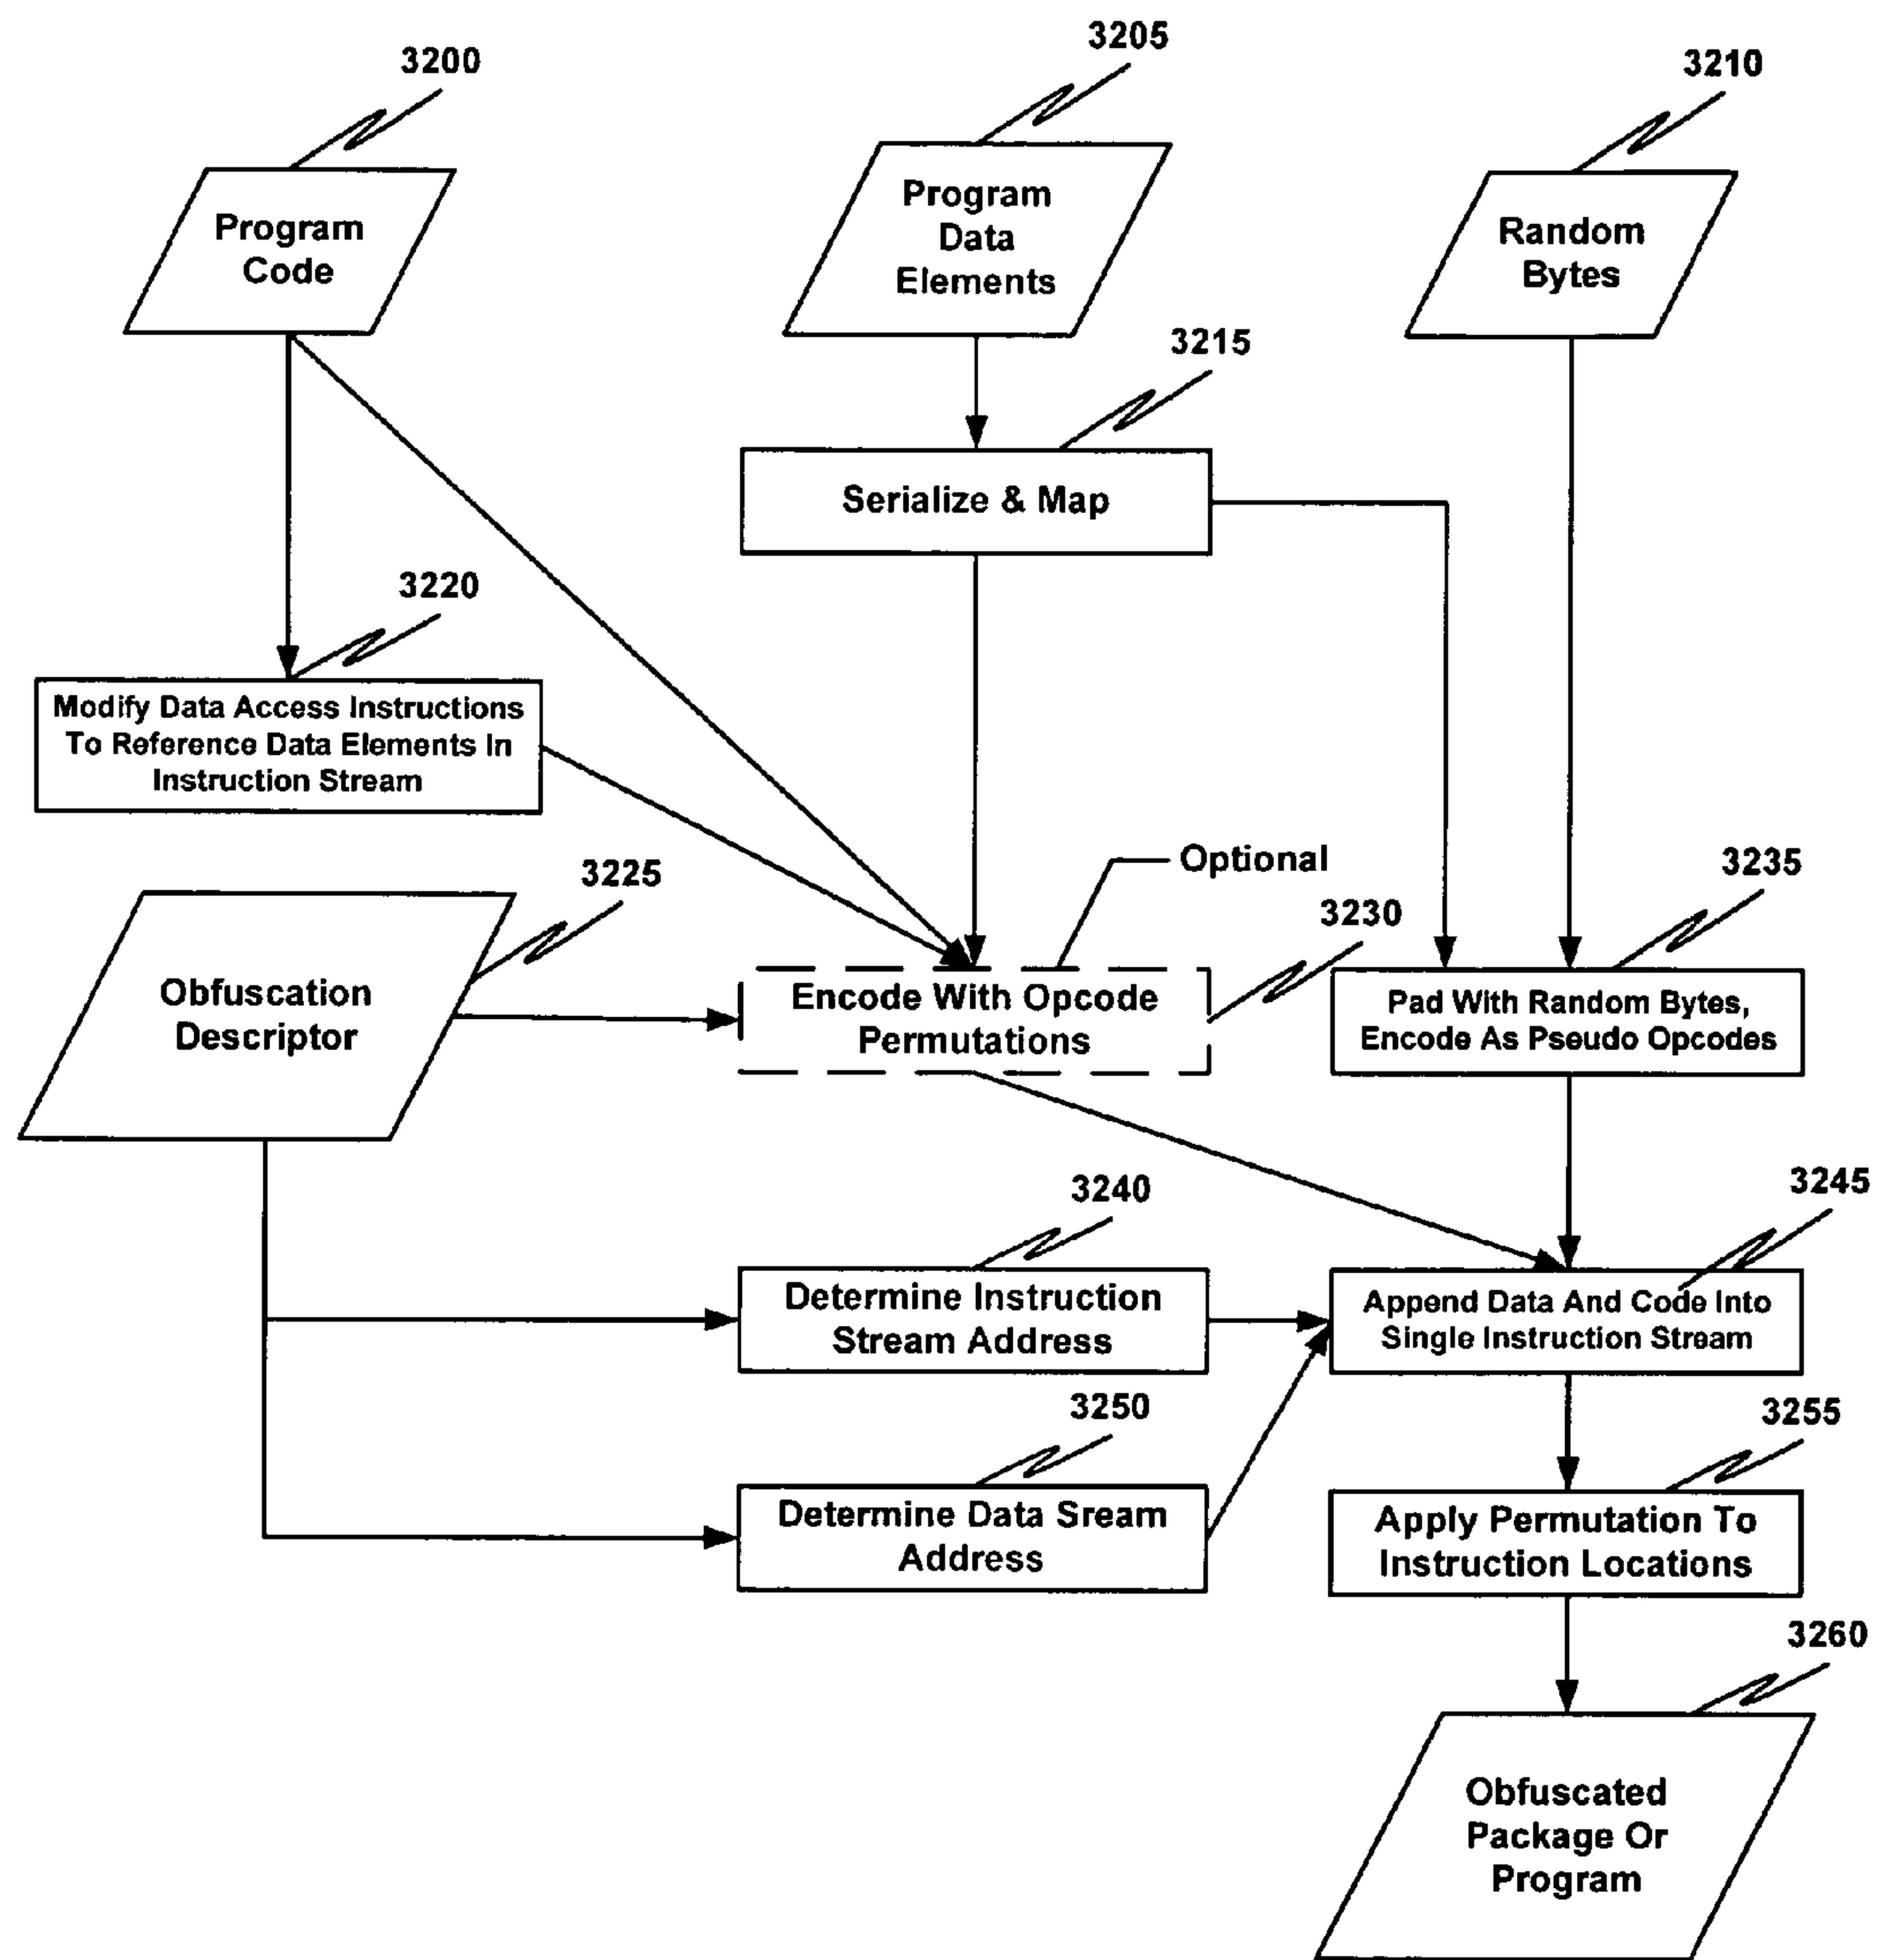 3200
3205
3210
Program
Code
Program
Data
Elements
Random
Bytes
3215
Serialize & Map
3220
Modify Data Access Instructions
To Reference Data Elements In
Instruction Stream
3225
Optional
3235
3230
Obfuscation
Descriptor
Encode With Opcode
Permutations
Pad With Random Bytes,
Encode As Pseudo Opcodes
3240
3245
Determine Instruction
Stream Address
Append Data And Code Into
Single Instruction Stream
3250
3255
Determine Data Sream
Address
Apply Permutation To
Instruction Locations
3260
Obfuscated
Package Or
Program